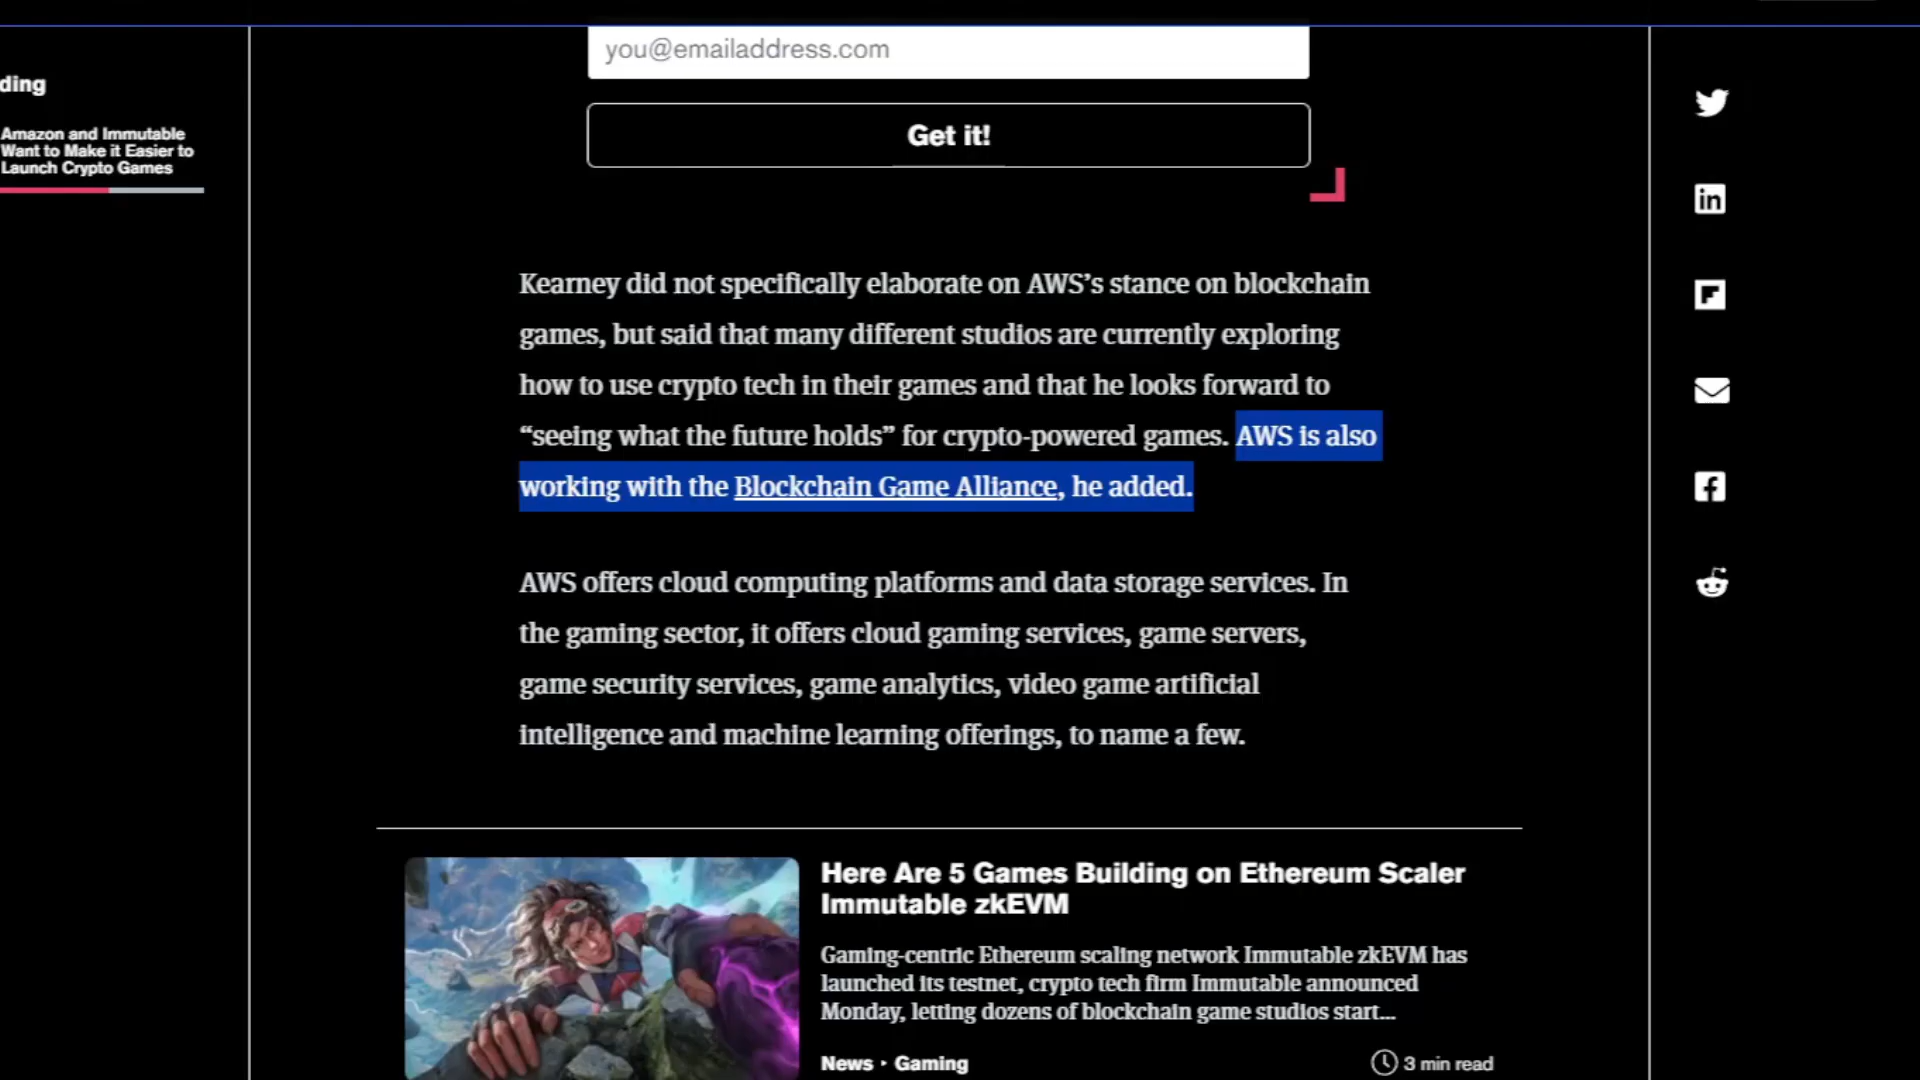 you@emailaddress.com
ding
Amazon and Immutable
Want to Make it Easier to
Launch Crypto Games
Get it!
Kearney did not specifically elaborate on AWS’s stance on blockchain
games, but said that many different studios are currently exploring
how to use crypto tech in their games and that he looks forward to
“seeing what the future holds” for crypto-powered games. AWS is also
working with the Blockchain Game Alliance, he added.
AWS offers cloud computing platforms and data storage services. In
the gaming sector, it offers cloud gaming services, game servers,
game security services, game analytics, video game artificial
intelligence and machine learning offerings, to name a few.
Here Are 5 Games Building on Ethereum Scaler
Immutable zkEVM
Gaming-centric Ethereum scaling network Immutable zkEVM has
launched its testnet, crypto tech firm Immutable announced
Monday, letting dozens of blockchain game studios start...
News · Gaming
3 min read